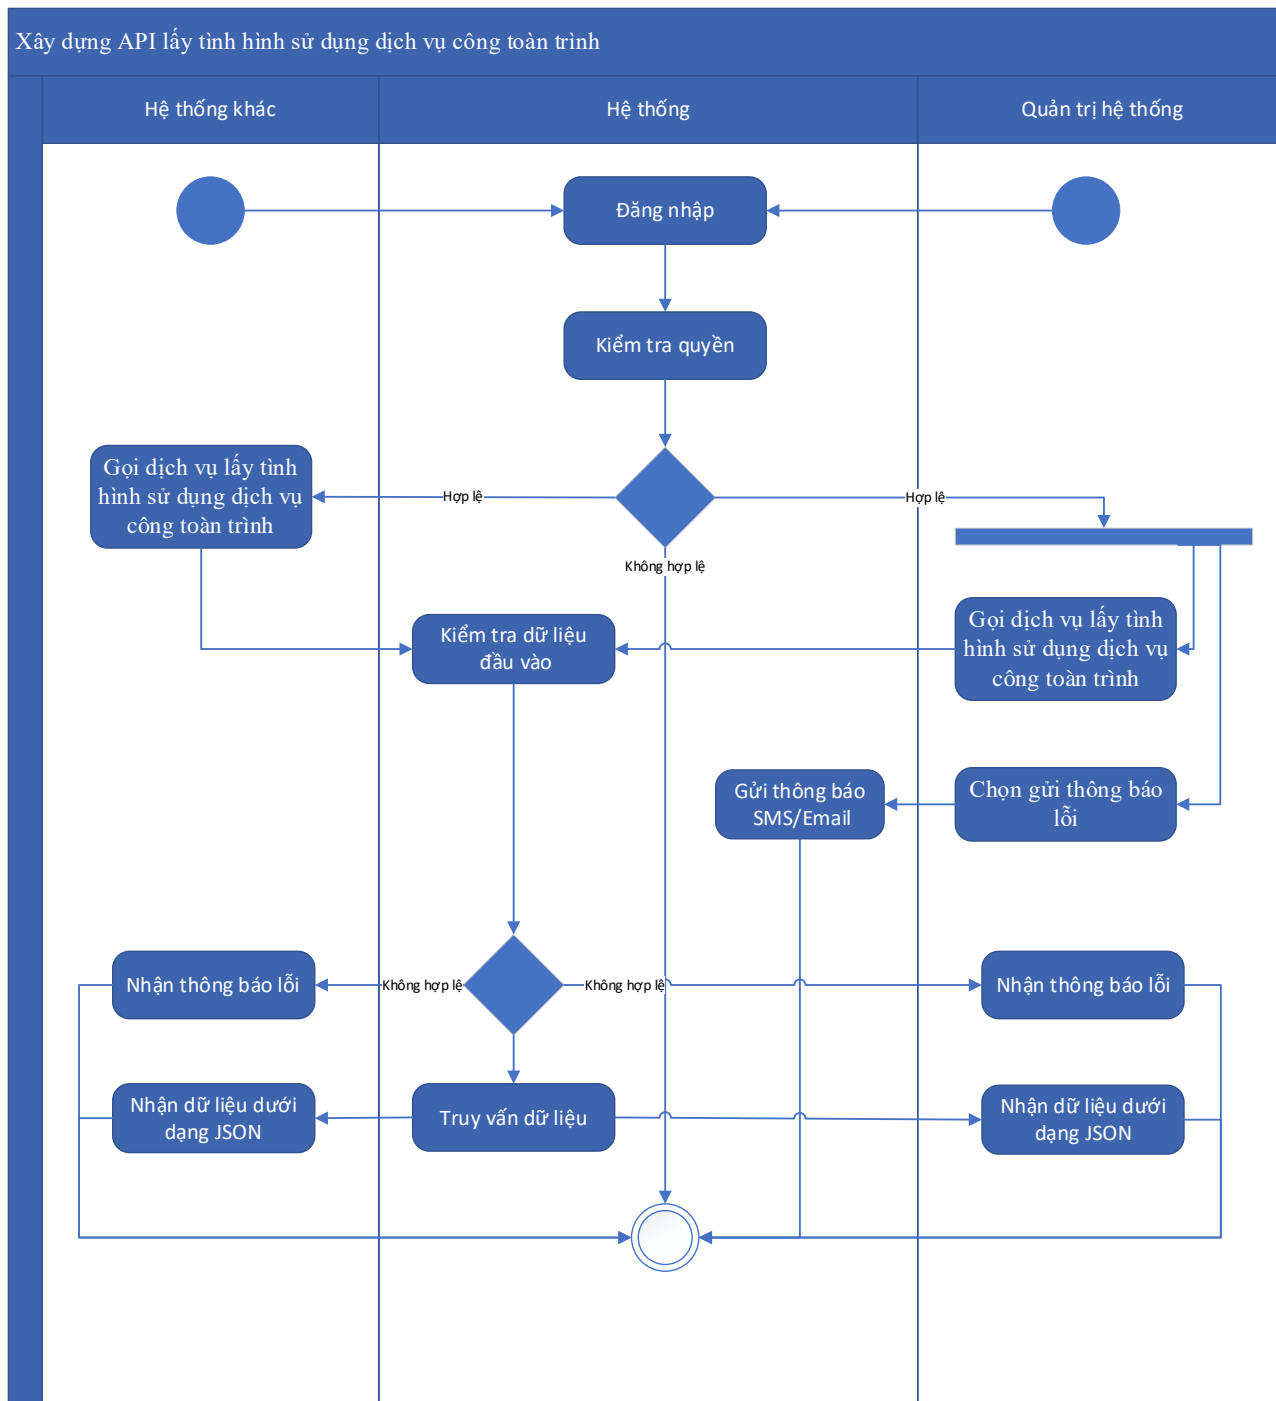 Xây dựng API lấy tình hình sử dụng dịch vụ công toàn trình
Hệ thống khác
Hệ thống
Quản trị hệ thống
Đăng nhập
Kiểm tra quyền
Gọi dịch vụ lấy tình
hình sử dụng dịch vụ
công toàn trình
Hợp lệ
Hợp lệ
Không hợp lệ
Kiểm tra dữ liệu
đầu vào
Gọi dịch vụ lấy tình
hình sử dụng dịch vụ
công toàn trình
Gửi thông báo
SMS/Email
Chọn gửi thông báo
lỗi
Nhận thông báo lỗi
Không hợp lệ
Không hợp lệ
Nhận thông báo lỗi
Nhận dữ liệu dưới
dạng JSON
Truy vấn dữ liệu
Nhận dữ liệu dưới
dạng JSON